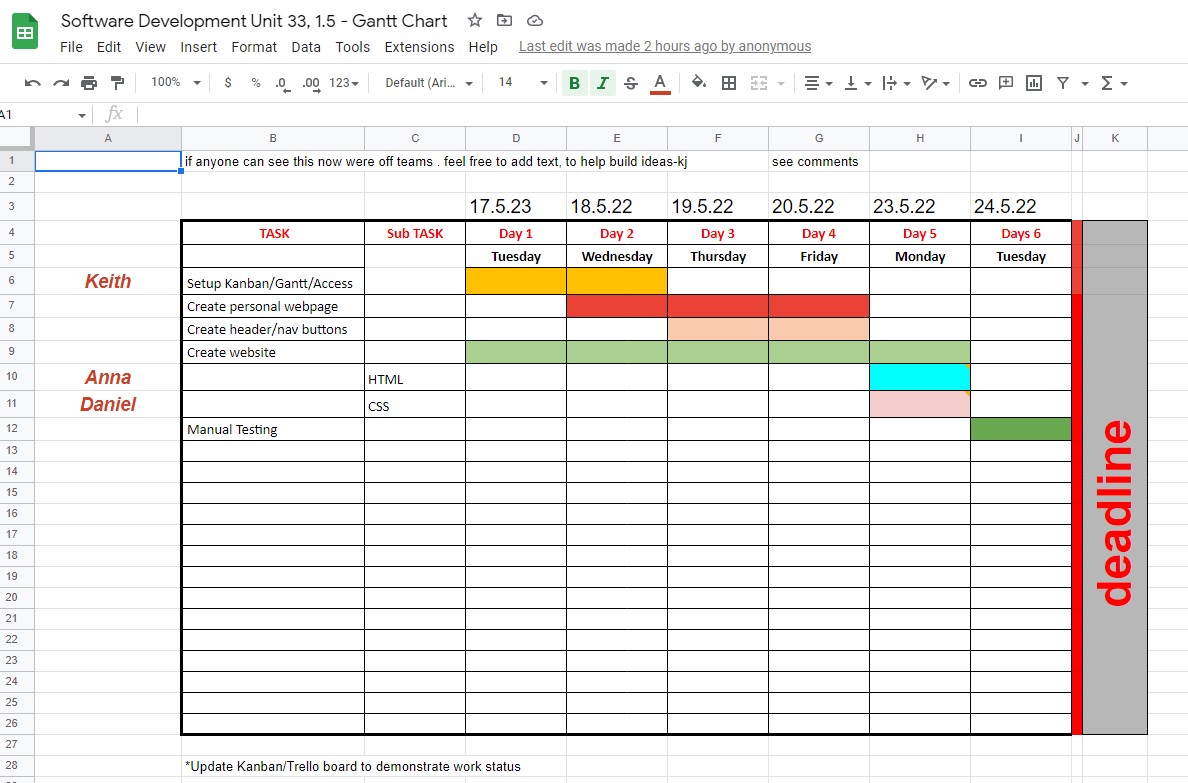 Software Development Unit 33, 1.5 - Gantt Chart
File Edit View Insert Format Data Tools Extensions Help Last edit was made 2 hours ago by anonymous
100% $ % .0 .00 123 Default (Ari... 14 B I S A
A1 fx
A B C D E F G H I J K
1 if anyone can see this now were off teams . feel free to add text, to help build ideas-kj see comments
2
3 17.5.23 18.5.22 19.5.22 20.5.22 23.5.22 24.5.22
4 TASK Sub TASK Day 1 Day 2 Day 3 Day 4 Day 5 Days 6
5 Tuesday Wednesday Thursday Friday Monday Tuesday
6 Keith Setup Kanban/Gantt/Access
7 Create personal webpage
8 Create header/nav buttons
9 Create website
10 Anna HTML
11 Daniel CSS
12 Manual Testing
13
14
15
16
17
18
19
20
21
22
23
24
25
26
27
28 *Update Kanban/Trello board to demonstrate work status
deadline